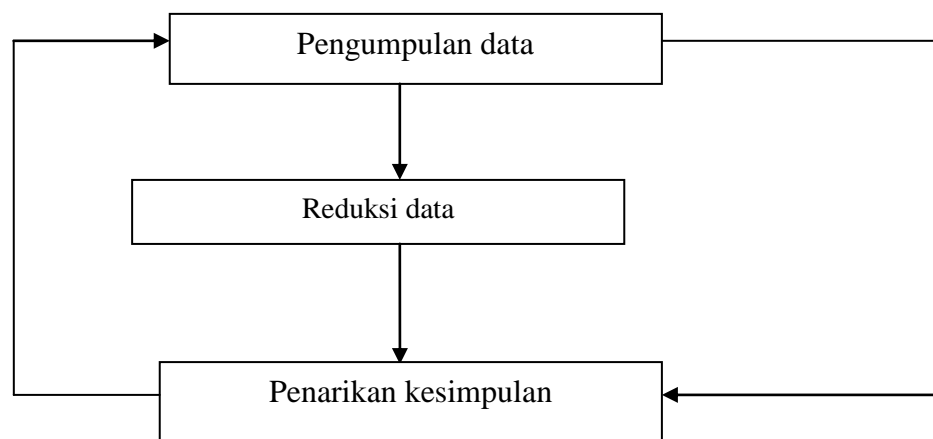 Pengumpulan data
Reduksi data
Penarikan kesimpulan